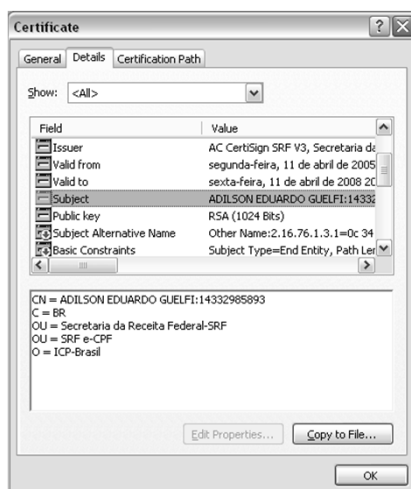 Certificate
General Details Certification Path
Show: <All>
Field Value
Issuer AC CertiSign SRF V3, Secretaria da
Valid from segunda-feira, 11 de abril de 2005
Valid to sexta-feira, 11 de abril de 2008 20
Subject ADILSON EDUARDO GUELFI:14332
Public key RSA (1024 Bits)
Subject Alternative Name Other Name:2.16.76.1.3.1=0c 34
Basic Constraints Subject Type=End Entity, Path Len
CN = ADILSON EDUARDO GUELFI:14332985893
C = BR
OU = Secretaria da Receita Federal-SRF
OU = SRF e-CPF
O = ICP-Brasil
Edit Properties... Copy to File...
OK